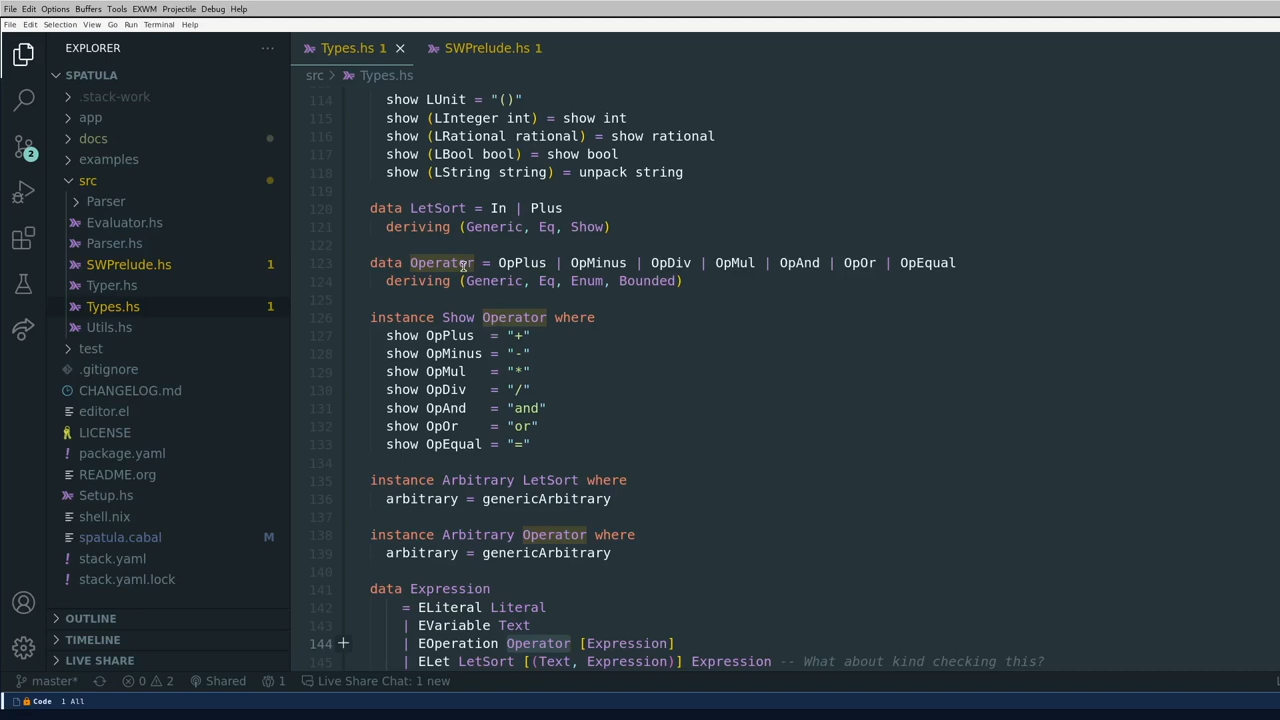 File Edit Options Buffers Tools EXWM Projectile Debug Help
File Edit Selection View Go Run Terminal Help
EXPLORER
SPATULA
.stack-work
app
docs
examples
src
Parser
Evaluator.hs
Parser.hs
SWPrelude.hs 1
Typer.hs
Types.hs 1
Utils.hs
test
.gitignore
CHANGELOG.md
editor.el
LICENSE
package.yaml
README.org
Setup.hs
shell.nix
spatula.cabal M
stack.yaml
stack.yaml.lock
OUTLINE
TIMELINE
LIVE SHARE
2
Types.hs 1
SWPrelude.hs 1
src > Types.hs
114 show LUnit = "()"
115 show (LInteger int) = show int
116 show (LRational rational) = show rational
117 show (LBool bool) = show bool
118 show (LString string) = unpack string
119
120 data LetSort = In | Plus
121 deriving (Generic, Eq, Show)
122
123 data Operator = OpPlus | OpMinus | OpDiv | OpMul | OpAnd | OpOr | OpEqual
124 deriving (Generic, Eq, Enum, Bounded)
125
126 instance Show Operator where
127 show OpPlus = "+"
128 show OpMinus = "-"
129 show OpMul = "*"
130 show OpDiv = "/"
131 show OpAnd = "and"
132 show OpOr = "or"
133 show OpEqual = "="
134
135 instance Arbitrary LetSort where
136 arbitrary = genericArbitrary
137
138 instance Arbitrary Operator where
139 arbitrary = genericArbitrary
140
141 data Expression
142 = ELiteral Literal
143 | EVariable Text
144 | EOperation Operator [Expression]
145 | ELet LetSort [(Text, Expression)] Expression -- What about kind checking this?
master* 0 2 Shared 1 Live Share Chat: 1 new
Code 1 All